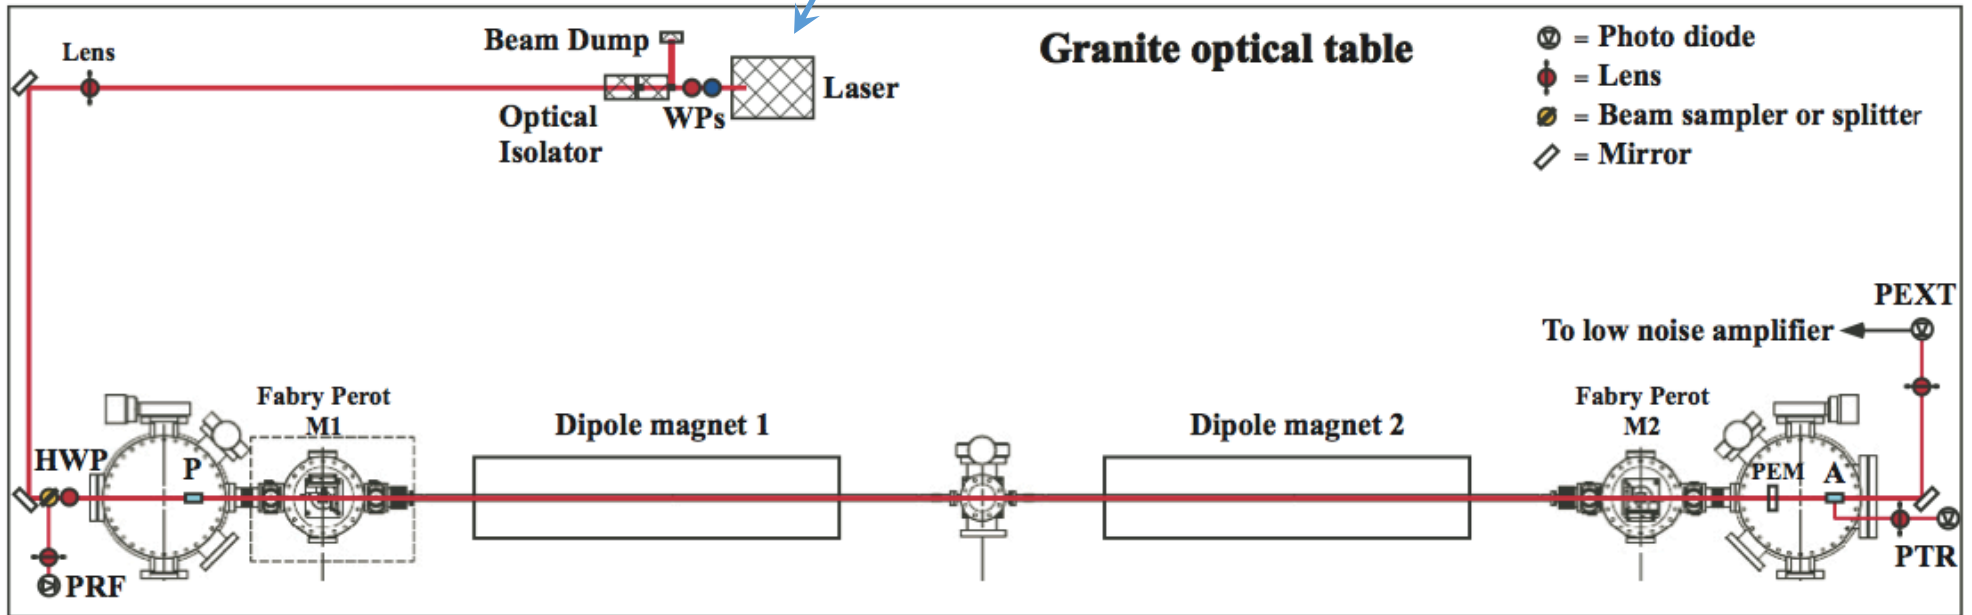 Granite optical table
= Photo diode
= Lens
= Beam sampler or splitter
= Mirror
Lens
Beam Dump
Laser
Optical
Isolator
WPs
PEXT
To low noise amplifier
Fabry Perot
M1
Dipole magnet 1
Dipole magnet 2
Fabry Perot
M2
HWP
P
PEM
A
PRF
PTR